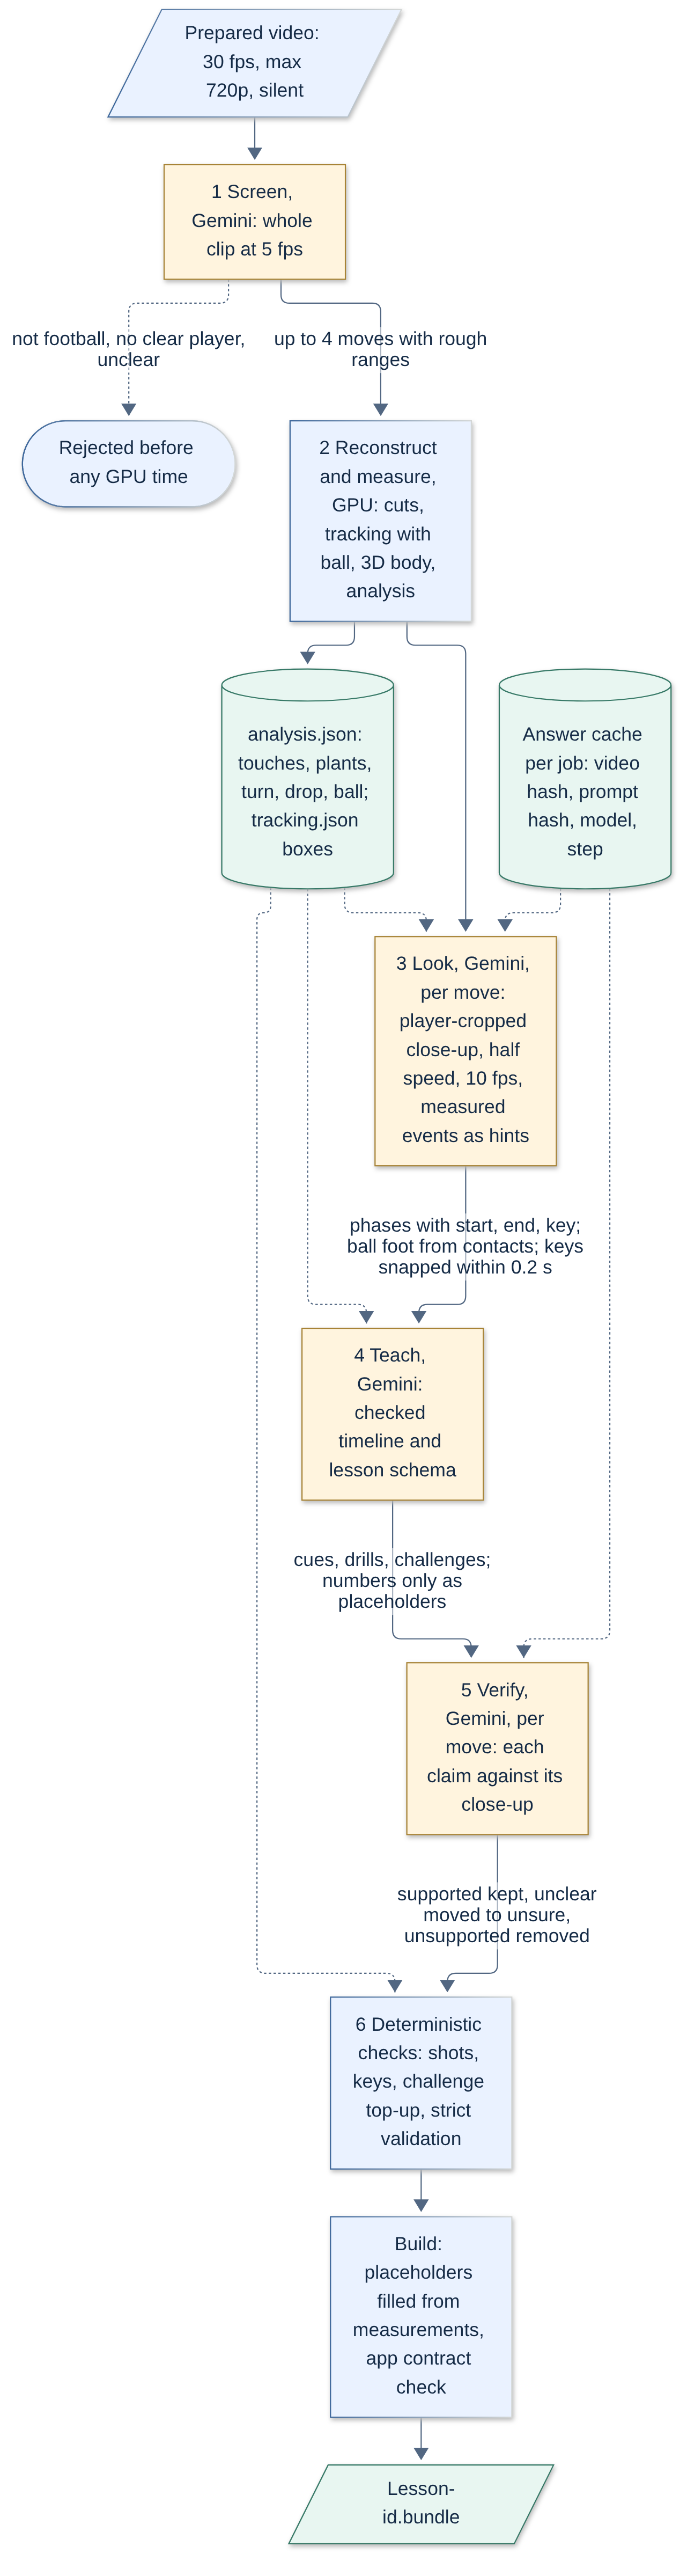 Prepared video:
30 fps, max
720p, silent
1 Screen,
Gemini: whole
clip at 5 fps
not football, no clear player,
unclear
up to 4 moves with rough
ranges
Rejected before
any GPU time
2 Reconstruct
and measure,
GPU: cuts,
tracking with
ball, 3D body,
analysis
analysis.json:
touches, plants,
turn, drop, ball;
tracking.json
boxes
Answer cache
per job: video
hash, prompt
hash, model,
step
3 Look, Gemini,
per move:
player-cropped
close-up, half
speed, 10 fps,
measured
events as hints
phases with start, end, key;
ball foot from contacts; keys
snapped within 0.2 s
4 Teach,
Gemini:
checked
timeline and
lesson schema
cues, drills, challenges;
numbers only as
placeholders
5 Verify,
Gemini, per
move: each
claim against its
close-up
supported kept, unclear
moved to unsure,
unsupported removed
6 Deterministic
checks: shots,
keys, challenge
top-up, strict
validation
Build:
placeholders
filled from
measurements,
app contract
check
Lesson-
id.bundle